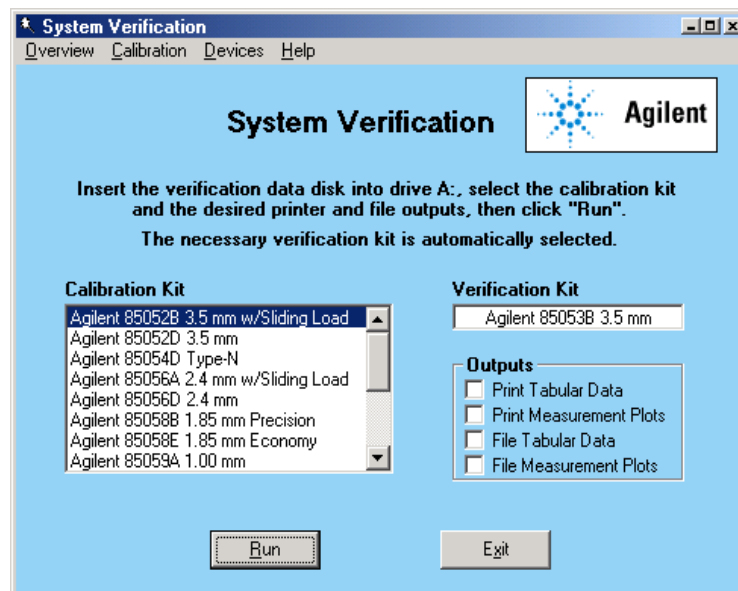 System Verification
Overview Calibration Devices Help
System Verification
Agilent
Insert the verification data disk into drive A:, select the calibration kit
and the desired printer and file outputs, then click "Run".
The necessary verification kit is automatically selected.
Calibration Kit
Agilent 85052B 3.5 mm w/Sliding Load
Agilent 85052D 3.5 mm
Agilent 85054D Type-N
Agilent 85056A 2.4 mm w/Sliding Load
Agilent 85056D 2.4 mm
Agilent 85058B 1.85 mm Precision
Agilent 85058E 1.85 mm Economy
Agilent 85059A 1.00 mm
Verification Kit
Agilent 85053B 3.5 mm
Outputs
Print Tabular Data
Print Measurement Plots
File Tabular Data
File Measurement Plots
Run
Exit